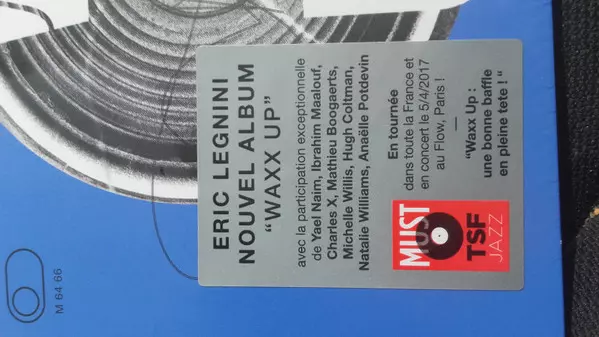 ERIC LEGNINI
NOUVEL ALBUM
“WAXX UP”
avec la participation exceptionnelle
de Yael Naim, Ibrahim Maalouf,
Charles X, Mathieu Boogaerts,
Michelle Willis, Hugh Coltman,
Natalie Williams, Anaëlle Potdevin
En tournée
dans toute la France et
en concert le 5/4/2017
au Flow, Paris !
—
“Waxx Up :
une bonne baffle
en pleine tete ! “
MUST
TSF
JAZZ
M 64 66